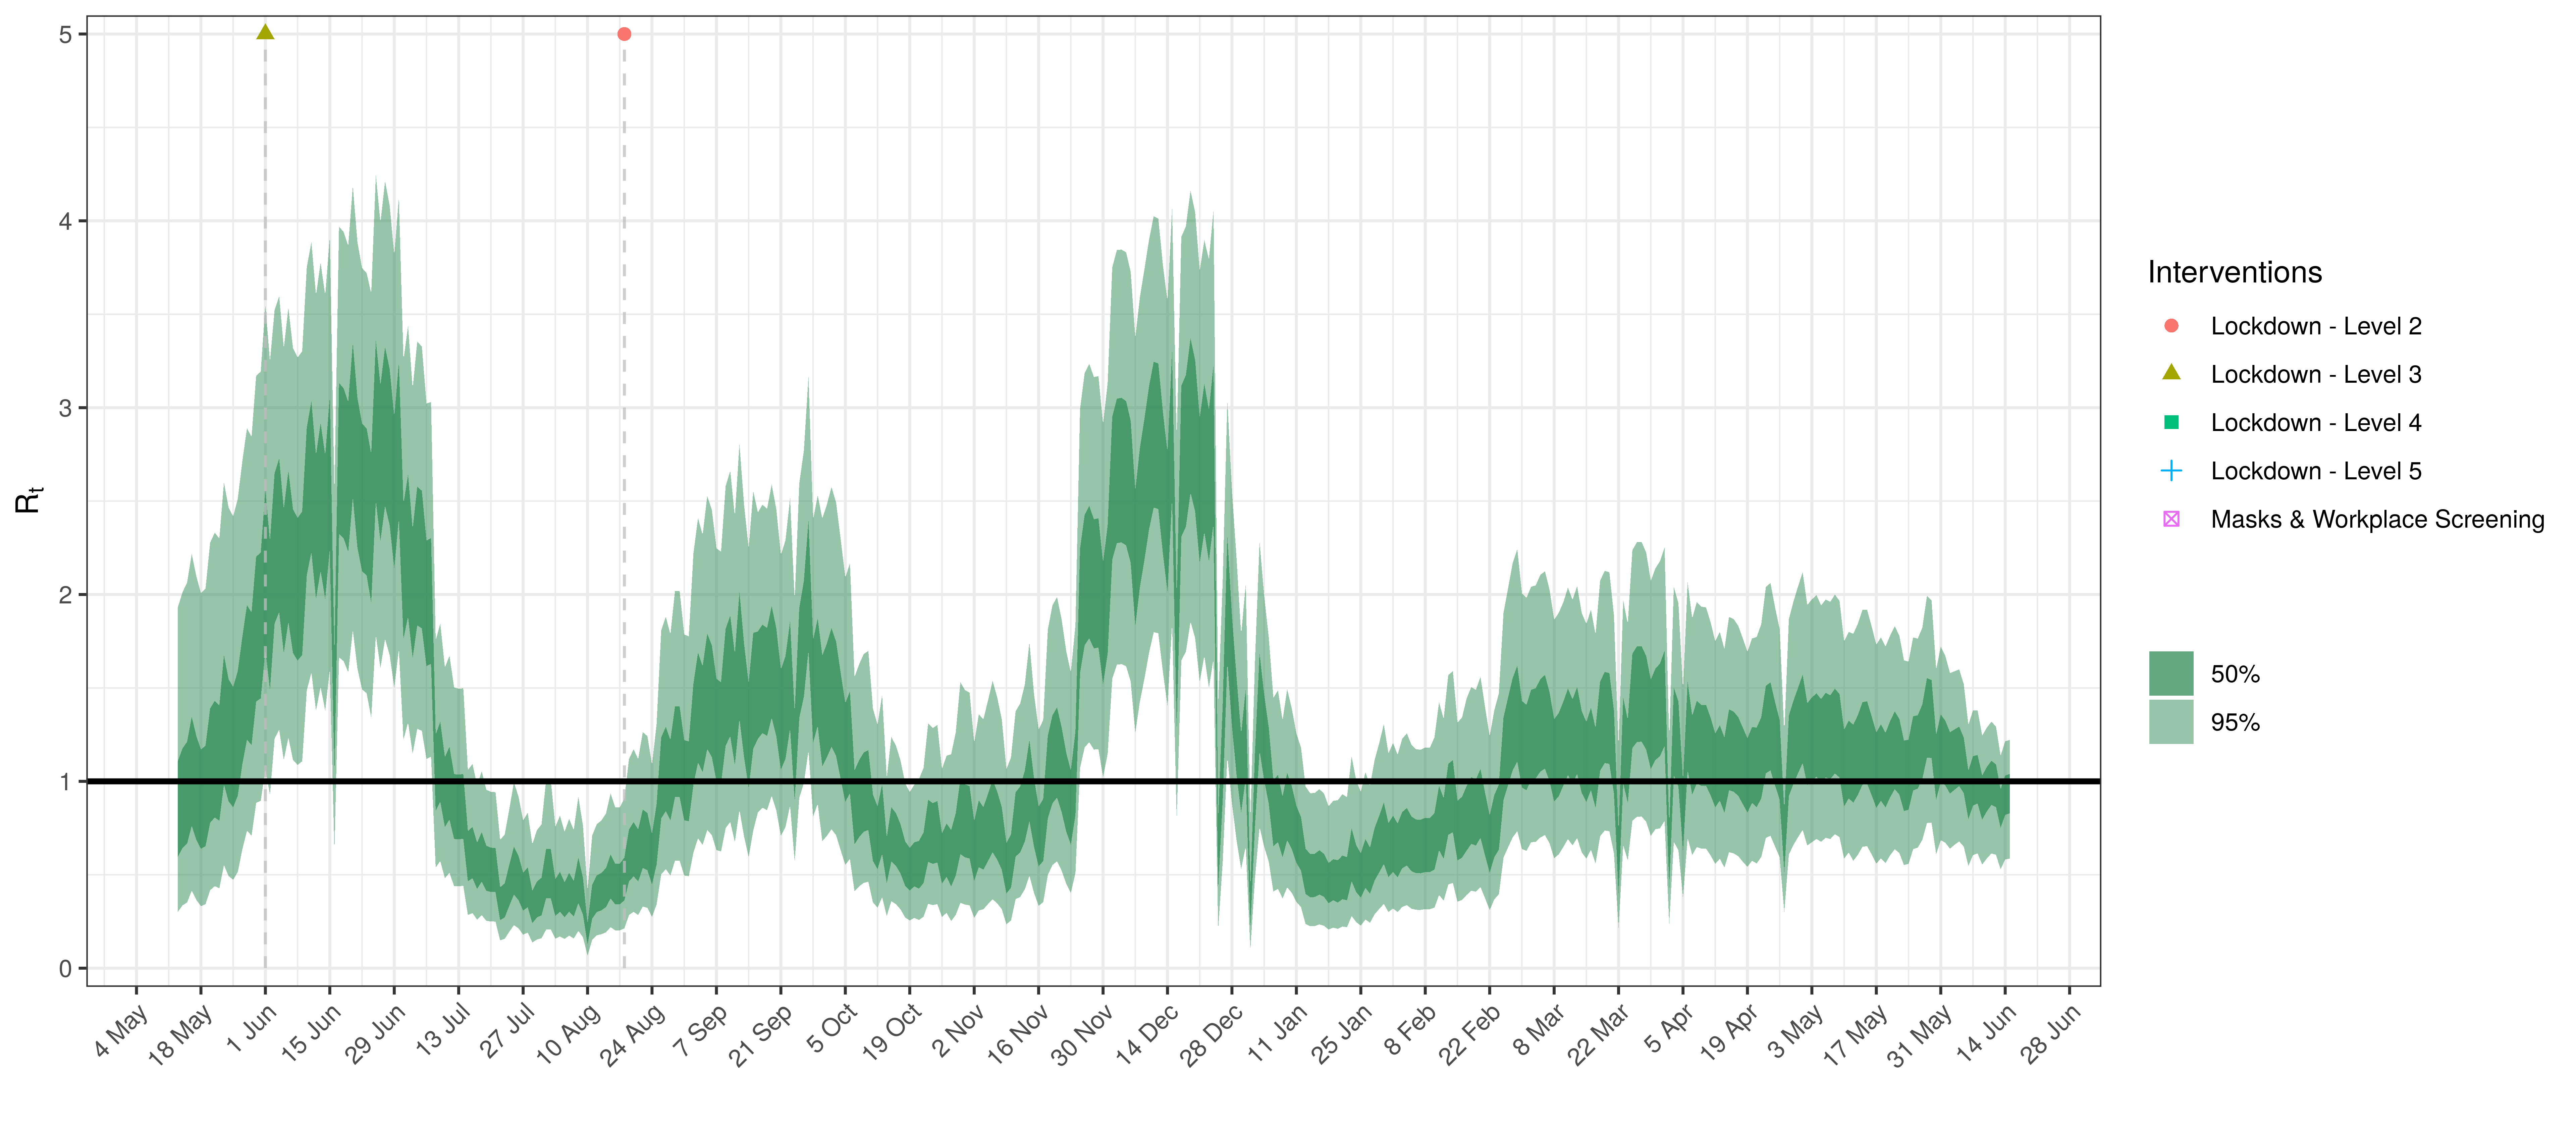 5
4
3
2
1
0
Rt
4 May
18 May
1 Jun
15 Jun
29 Jun
13 Jul
27 Jul
10 Aug
24 Aug
7 Sep
21 Sep
5 Oct
19 Oct
2 Nov
16 Nov
30 Nov
14 Dec
28 Dec
11 Jan
25 Jan
8 Feb
22 Feb
8 Mar
22 Mar
5 Apr
19 Apr
3 May
17 May
31 May
14 Jun
28 Jun
Interventions
Lockdown - Level 2
Lockdown - Level 3
Lockdown - Level 4
Lockdown - Level 5
Masks & Workplace Screening
50%
95%